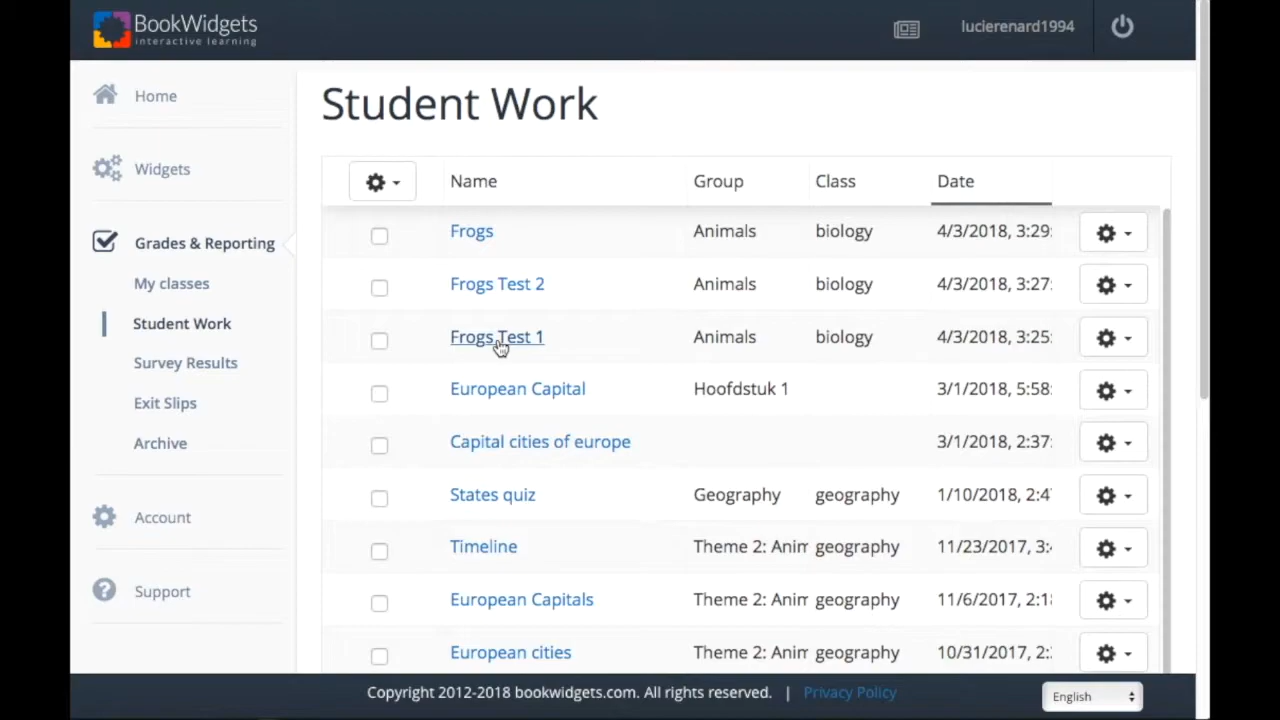 BookWidgets
interactive learning
lucierenard1994
Home
Widgets
Grades & Reporting
My classes
Student Work
Survey Results
Exit Slips
Archive
Account
Support
Student Work
Name Group Class Date
Frogs Animals biology 4/3/2018, 3:29:
Frogs Test 2 Animals biology 4/3/2018, 3:27:
Frogs Test 1 Animals biology 4/3/2018, 3:25:
European Capital Hoofdstuk 1 3/1/2018, 5:58:
Capital cities of europe 3/1/2018, 2:37:
States quiz Geography geography 1/10/2018, 2:4
Timeline Theme 2: Anim geography 11/23/2017, 3:
European Capitals Theme 2: Anim geography 11/6/2017, 2:1
European cities Theme 2: Anim geography 10/31/2017, 2:
Copyright 2012-2018 bookwidgets.com. All rights reserved. | Privacy Policy
English